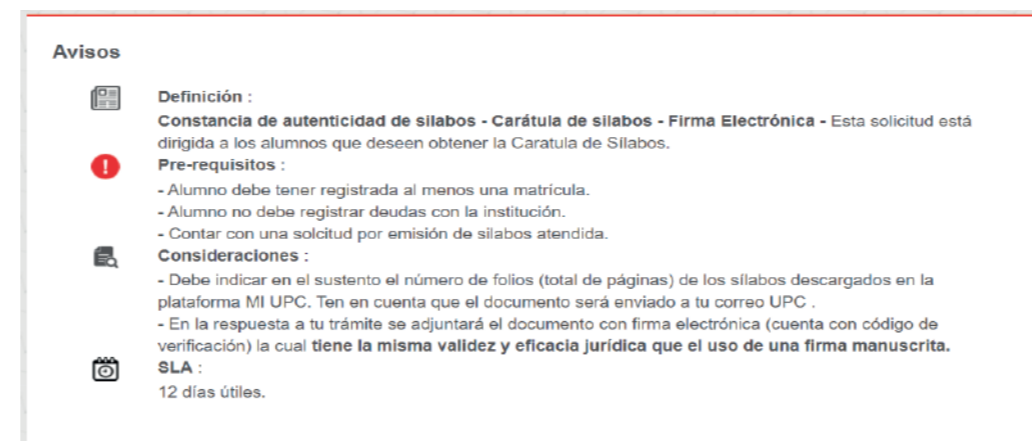 Avisos
Definición :
Constancia de autenticidad de silabos - Carátula de silabos - Firma Electrónica - Esta solicitud está
dirigida a los alumnos que deseen obtener la Caratula de Sílabos.
Pre-requisitos :
- Alumno debe tener registrada al menos una matrícula.
- Alumno no debe registrar deudas con la institución.
- Contar con una solcitud por emisión de silabos atendida.
Consideraciones :
- Debe indicar en el sustento el número de folios (total de páginas) de los sílabos descargados en la
plataforma MI UPC. Ten en cuenta que el documento será enviado a tu correo UPC .
- En la respuesta a tu trámite se adjuntará el documento con firma electrónica (cuenta con código de
verificación) la cual tiene la misma validez y eficacia jurídica que el uso de una firma manuscrita.
SLA :
12 días útiles.